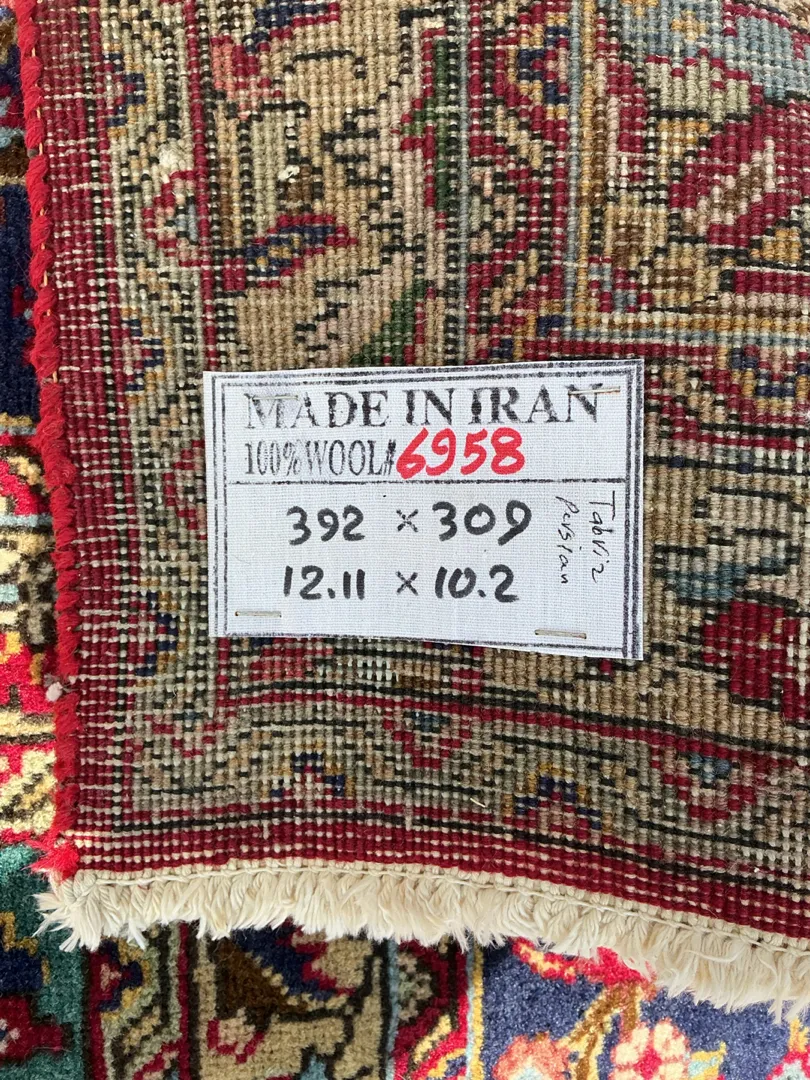 MADE IN IRAN
100% WOOL# 6958
392 × 309
12.11 × 10.2
Tabriz
Persian